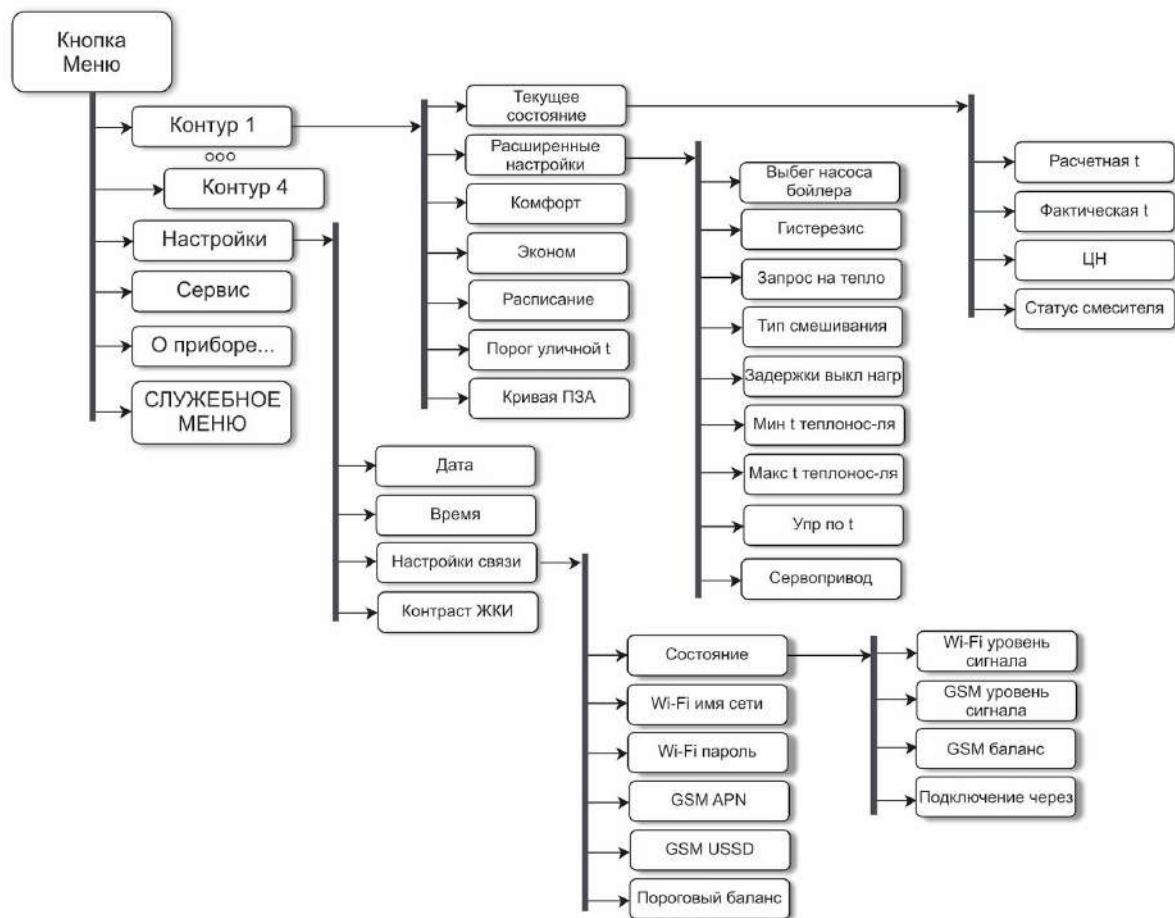 Кнопка
Меню
Контур 1
ооо
Контур 4
Настройки
Сервис
О приборе...
СЛУЖЕБНОЕ
МЕНЮ
Текущее
состояние
Расширенные
настройки
Комфорт
Эконом
Расписание
Порог уличной t
Кривая ПЗА
Расчетная t
Фактическая t
ЦН
Статус смесителя
Выбег насоса
бойлера
Гистерезис
Запрос на тепло
Тип смешивания
Задержки выкл нагр
Мин t теплонос-ля
Макс t теплонос-ля
Упр по t
Сервопривод
Дата
Время
Настройки связи
Контраст ЖКИ
Состояние
Wi-Fi имя сети
Wi-Fi пароль
GSM APN
GSM USSD
Пороговый баланс
Wi-Fi уровень
сигнала
GSM уровень
сигнала
GSM баланс
Подключение через